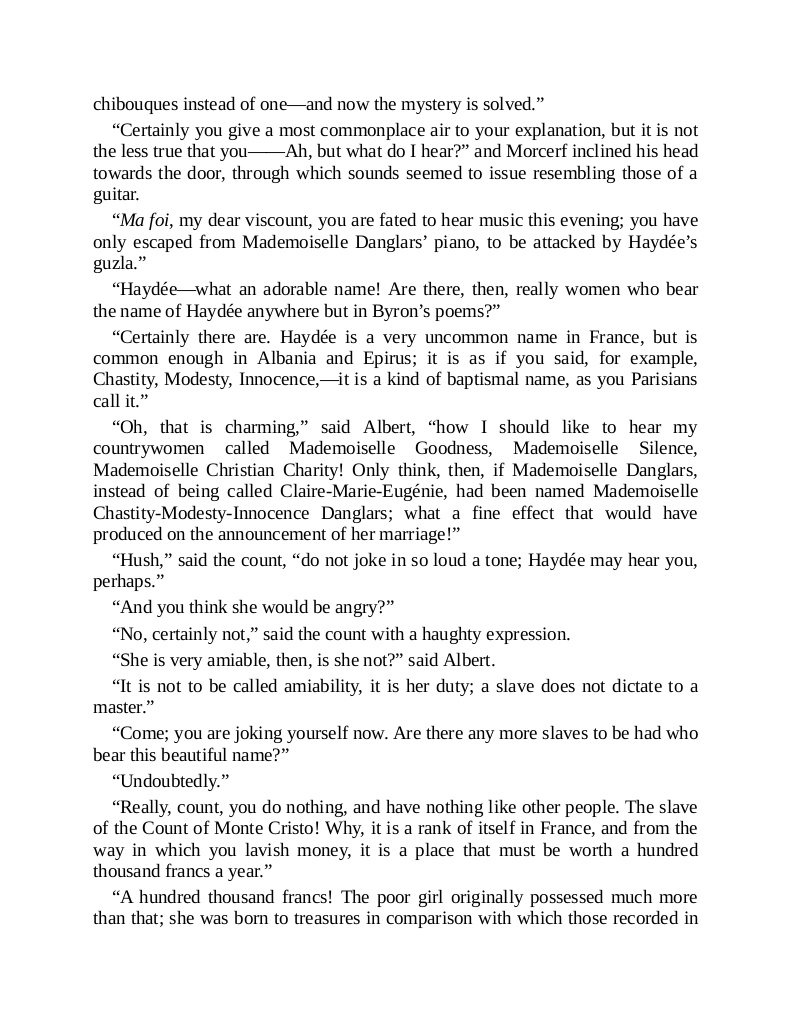 chibouques instead of one—and now the mystery is solved.”
“Certainly you give a most commonplace air to your explanation, but it is not
the less true that you——Ah, but what do I hear?” and Morcerf inclined his head
towards the door, through which sounds seemed to issue resembling those of a
guitar.
“Ma foi, my dear viscount, you are fated to hear music this evening; you have
only escaped from Mademoiselle Danglars’ piano, to be attacked by Haydée’s
guzla.”
“Haydée—what an adorable name! Are there, then, really women who bear
the name of Haydée anywhere but in Byron’s poems?”
“Certainly there are. Haydée is a very uncommon name in France, but is
common enough in Albania and Epirus; it is as if you said, for example,
Chastity, Modesty, Innocence,—it is a kind of baptismal name, as you Parisians
call it.”
“Oh, that is charming,” said Albert, “how I should like to hear my
countrywomen called Mademoiselle Goodness, Mademoiselle Silence,
Mademoiselle Christian Charity! Only think, then, if Mademoiselle Danglars,
instead of being called Claire-Marie-Eugénie, had been named Mademoiselle
Chastity-Modesty-Innocence Danglars; what a fine effect that would have
produced on the announcement of her marriage!”
“Hush,” said the count, “do not joke in so loud a tone; Haydée may hear you,
perhaps.”
“And you think she would be angry?”
“No, certainly not,” said the count with a haughty expression.
“She is very amiable, then, is she not?” said Albert.
“It is not to be called amiability, it is her duty; a slave does not dictate to a
master.”
“Come; you are joking yourself now. Are there any more slaves to be had who
bear this beautiful name?”
“Undoubtedly.”
“Really, count, you do nothing, and have nothing like other people. The slave
of the Count of Monte Cristo! Why, it is a rank of itself in France, and from the
way in which you lavish money, it is a place that must be worth a hundred
thousand francs a year.”
“A hundred thousand francs! The poor girl originally possessed much more
than that; she was born to treasures in comparison with which those recorded in